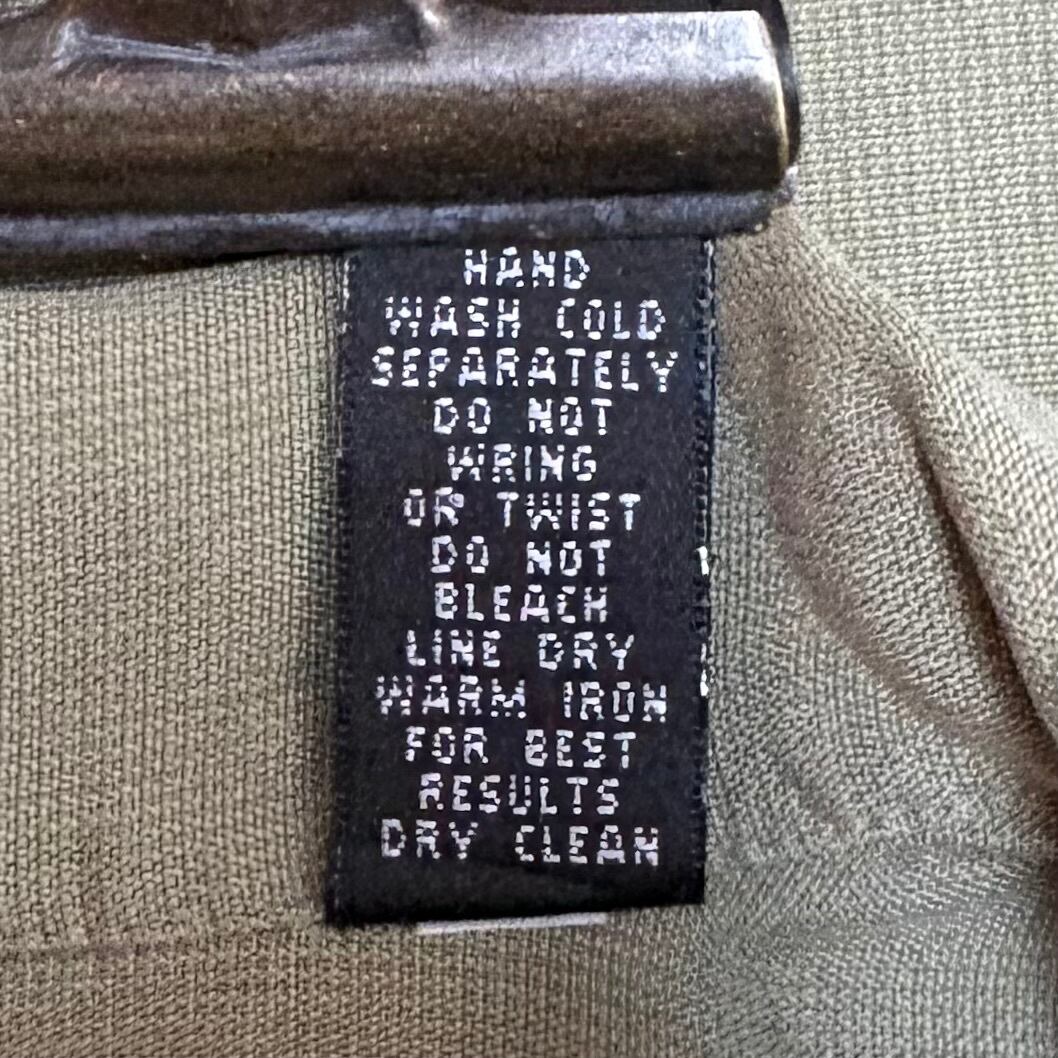 HAND
WASH COLD
SEPARATELY
DO NOT
WRING
OR TWIST
DO NOT
BLEACH
LINE DRY
WARM IRON
FOR BEST
RESULTS
DRY CLEAN